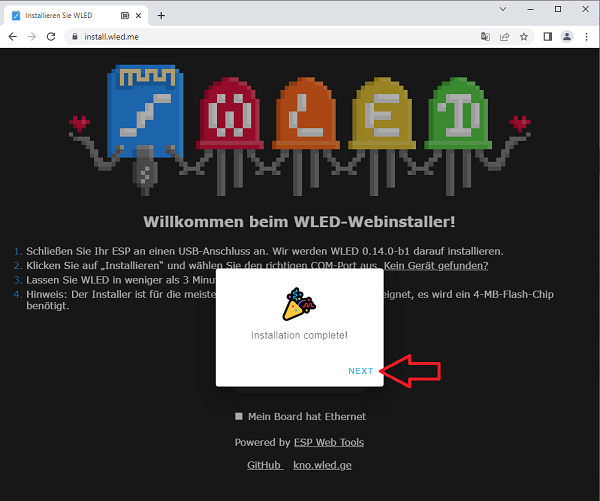 Installieren Sie WLED
install.wled.me
W L E D
Willkommen beim WLED-Webinstaller!
1. Schließen Sie Ihr ESP an einen USB-Anschluss an. Wir werden WLED 0.14.0-b1 darauf installieren.
2. Klicken Sie auf „Installieren“ und wählen Sie den richtigen COM-Port aus. Kein Gerät gefunden?
3. Lassen Sie WLED in weniger als 3 Minut
4. Hinweis: Der Installer ist für die meiste eignet, es wird ein 4-MB-Flash-Chip
benötigt.
Installation complete!
NEXT
Mein Board hat Ethernet
Powered by ESP Web Tools
GitHub kno.wled.ge